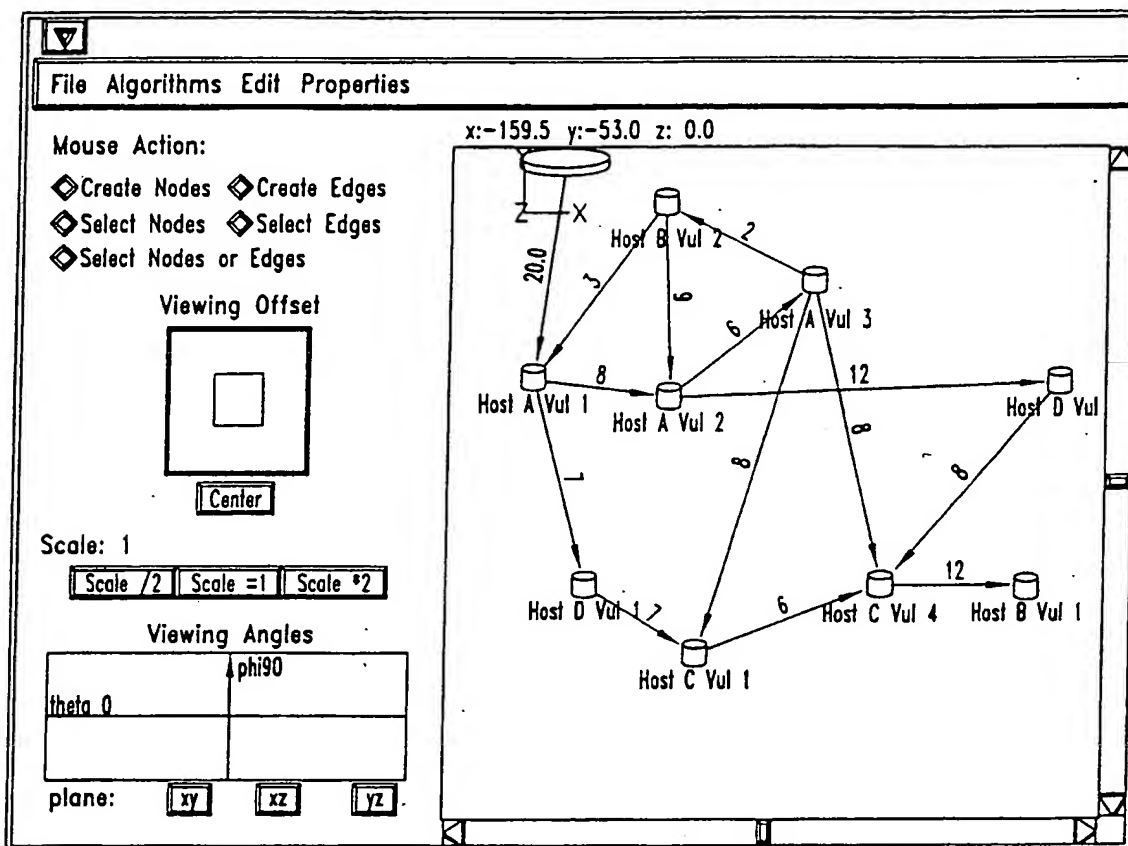 File Algorithms Edit Properties
x:-159.5 y:-53.0 z: 0.0
Mouse Action:
Create Nodes Create Edges
Select Nodes Select Edges
Select Nodes or Edges
Viewing Offset
Center
Scale: 1
Scale /2 Scale =1 Scale *2
Viewing Angles
phi90
theta 0
plane: xy xz yz
Z X
20.0
Host B Vul 2
2
3
6
Host A Vul 3
6
8
12
Host A Vul 1
Host A Vul 2
Host D Vul
8
8
8
Host D Vul 1
7
6
12
Host C Vul 4
Host B Vul 1
Host C Vul 1